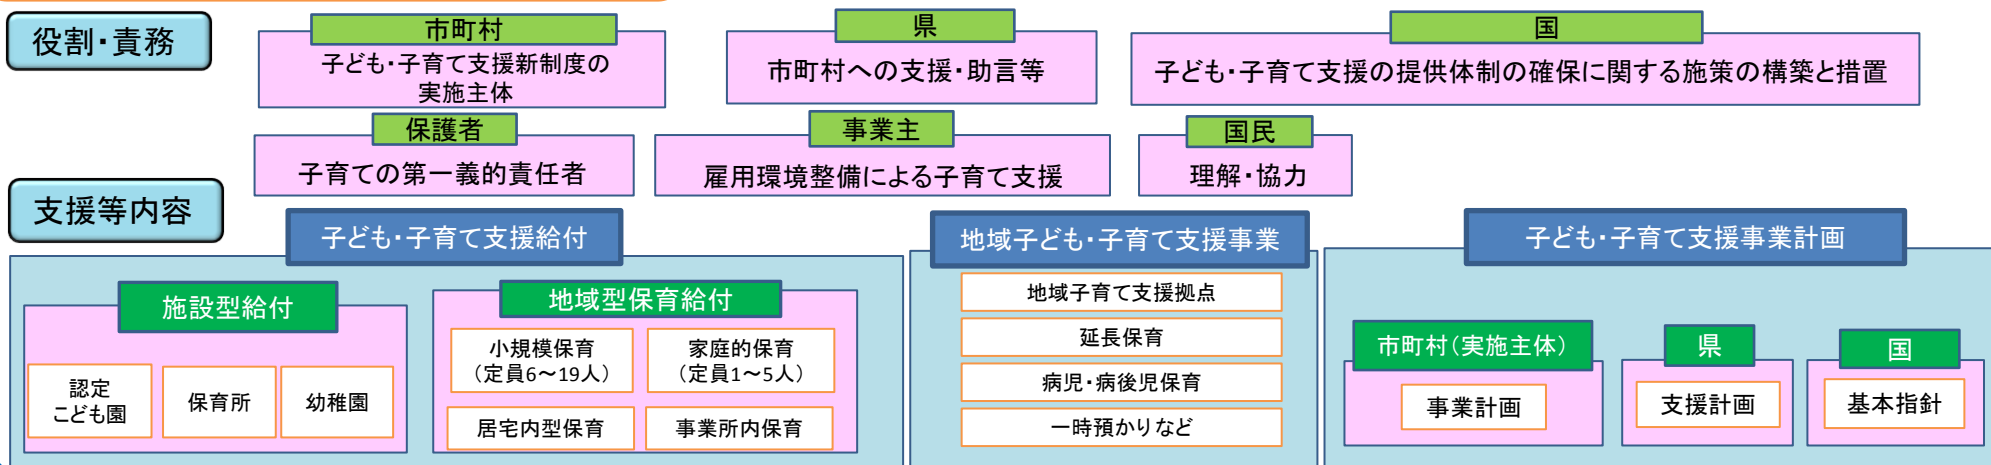 役割・責務
市町村
子ども・子育て支援新制度の
実施主体
県
市町村への支援・助言等
国
子ども・子育て支援の提供体制の確保に関する施策の構築と措置
保護者
子育ての第一義的責任者
事業主
雇用環境整備による子育て支援
国民
理解・協力
支援等内容
子ども・子育て支援給付
施設型給付
認定
こども園
保育所
幼稚園
地域型保育給付
小規模保育
（定員6～19人）
家庭的保育
（定員1～5人）
居宅内型保育
事業所内保育
地域子ども・子育て支援事業
地域子育て支援拠点
延長保育
病児・病後児保育
一時預かりなど
子ども・子育て支援事業計画
市町村（実施主体）
事業計画
県
支援計画
国
基本指針